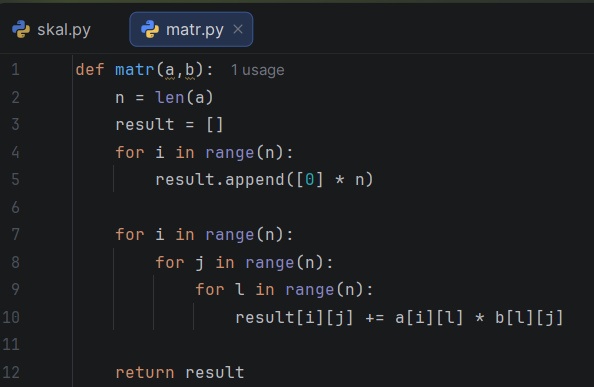 skal.py
matr.py
1 def matr(a,b): 1 usage
2     n = len(a)
3     result = []
4     for i in range(n):
5         result.append([0] * n)
6
7     for i in range(n):
8         for j in range(n):
9             for l in range(n):
10                 result[i][j] += a[i][l] * b[l][j]
11
12     return result